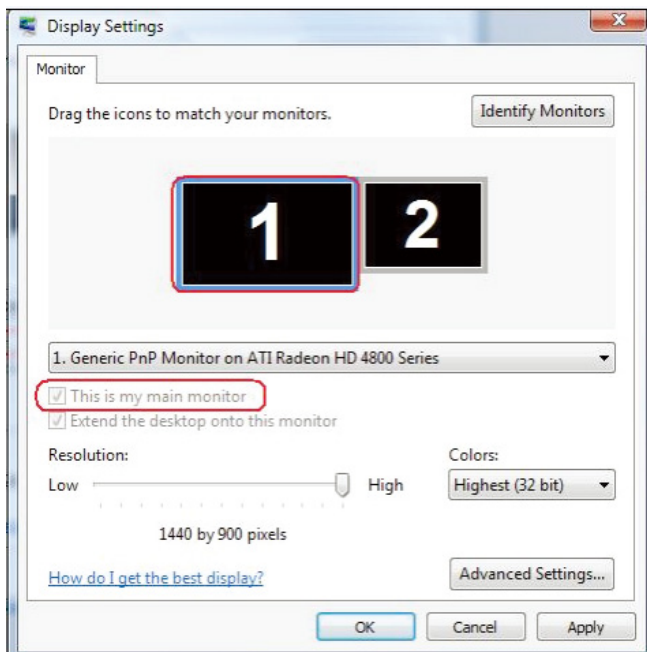 Display Settings
Monitor
Drag the icons to match your monitors.
Identify Monitors
1 2
1. Generic PnP Monitor on ATI Radeon HD 4800 Series
This is my main monitor
Extend the desktop onto this monitor
Resolution: Colors:
Low High Highest (32 bit)
1440 by 900 pixels
How do I get the best display? Advanced Settings...
OK Cancel Apply